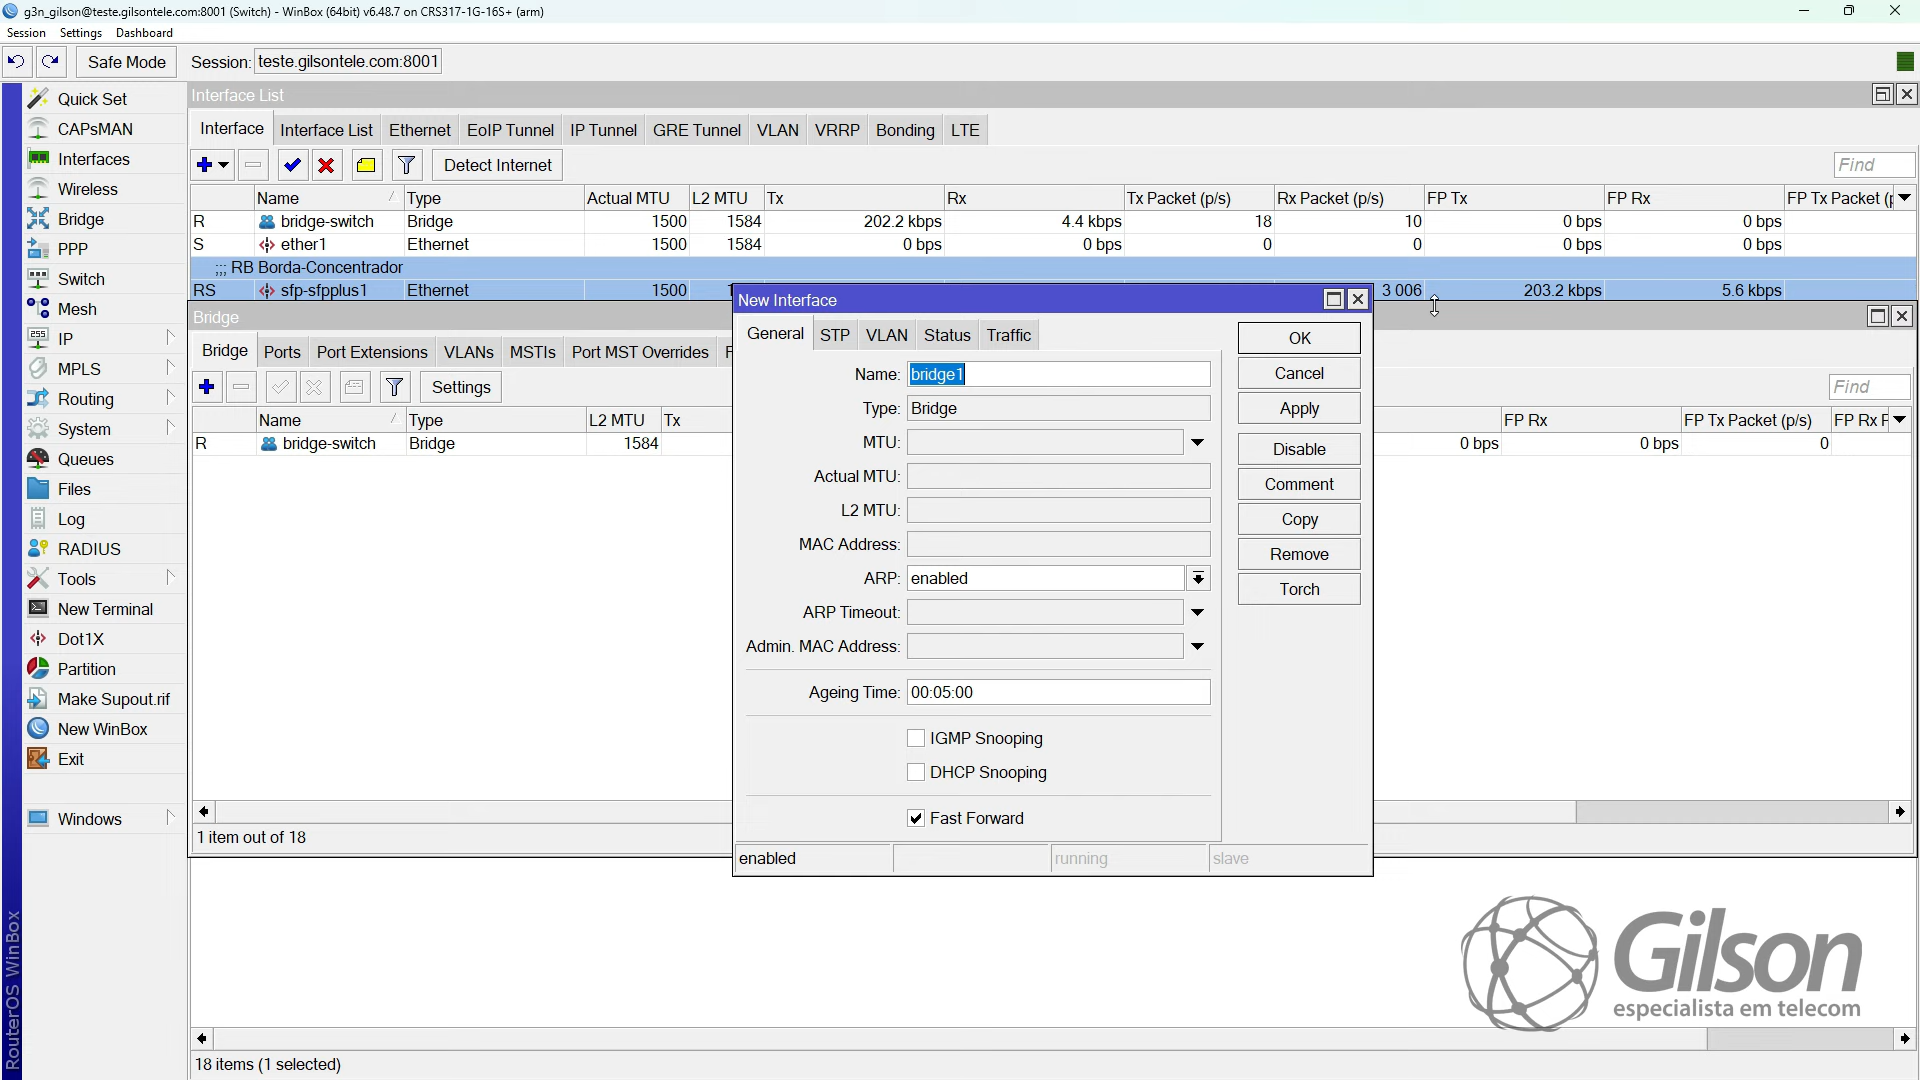 g3n_gilson@teste.gilsontele.com:8001 (Switch) - WinBox (64bit) v6.48.7 on CRS317-1G-16S+ (arm)
Session Settings Dashboard
Safe Mode Session: teste.gilsontele.com:8001
Quick Set
CAPsMAN
Interfaces
Wireless
Bridge
PPP
Switch
Mesh
IP
MPLS
Routing
System
Queues
Files
Log
RADIUS
Tools
New Terminal
Dot1X
Partition
Make Supout.rif
New WinBox
Exit
Windows
RouterOS WinBox
Interface List
Interface Interface List Ethernet EoIP Tunnel IP Tunnel GRE Tunnel VLAN VRRP Bonding LTE
Detect Internet Find
Name Type Actual MTU L2 MTU Tx Rx Tx Packet (p/s) Rx Packet (p/s) FP Tx FP Rx FP Tx Packet (p
R bridge-switch Bridge 1500 1584 202.2 kbps 4.4 kbps 18 10 0 bps 0 bps
S ether1 Ethernet 1500 1584 0 bps 0 bps 0 0 0 bps 0 bps
;;; RB Borda-Concentrador
RS sfp-sfpplus1 Ethernet 1500 1 3 006 203.2 kbps 5.6 kbps
Bridge
Bridge Ports Port Extensions VLANs MSTIs Port MST Overrides F
Settings Find
Name Type L2 MTU Tx FP Rx FP Tx Packet (p/s) FP Rx F
R bridge-switch Bridge 1584 0 bps 0 bps 0
1 item out of 18
New Interface
General STP VLAN Status Traffic
Name: bridge1
Type: Bridge
MTU:
Actual MTU:
L2 MTU:
MAC Address:
ARP: enabled
ARP Timeout:
Admin. MAC Address:
Ageing Time: 00:05:00
IGMP Snooping
DHCP Snooping
Fast Forward
OK
Cancel
Apply
Disable
Comment
Copy
Remove
Torch
enabled running slave
Gilson
especialista em telecom
18 items (1 selected)